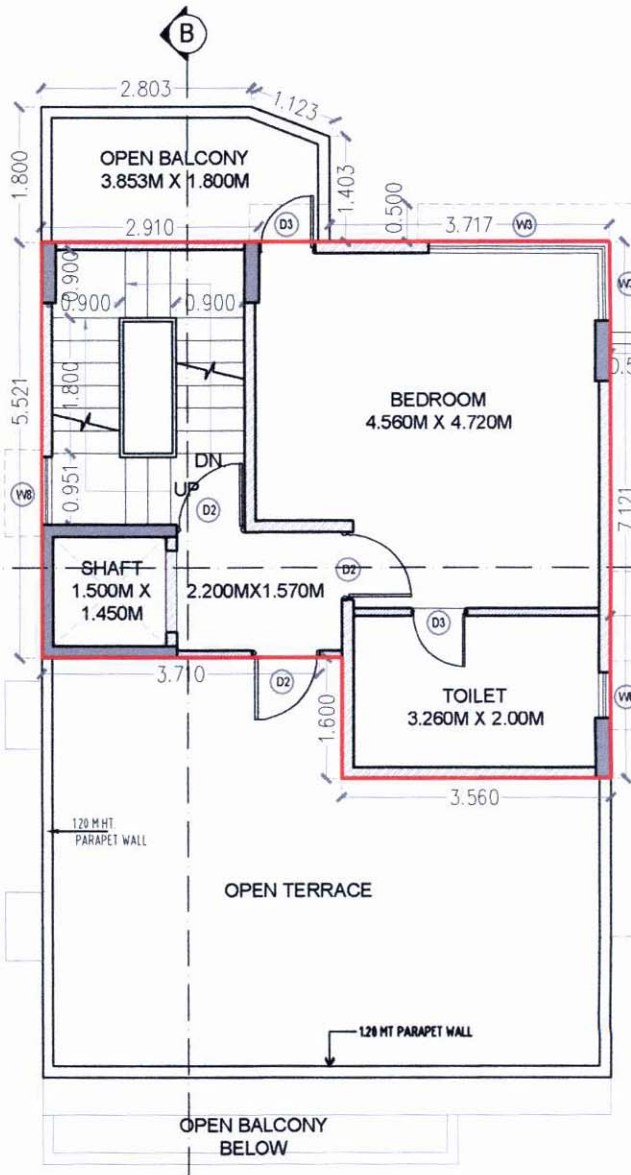 B
2.803
1.123
1.800
OPEN BALCONY
3.853M X 1.800M
1.403
0.500
2.910
D3
3.717
W3
0.900
0.900
0.900
1.800
5.521
BEDROOM
4.560M X 4.720M
7.121
0.951
W8
DN.
UP
D2
SHAFT
1.500M X
1.450M
2.200MX1.570M
D2
D3
3.710
D2
1.600
TOILET
3.260M X 2.00M
3.560
120 M HT.
PARAPET WALL
OPEN TERRACE
1.20 MT PARAPET WALL
OPEN BALCONY
BELOW